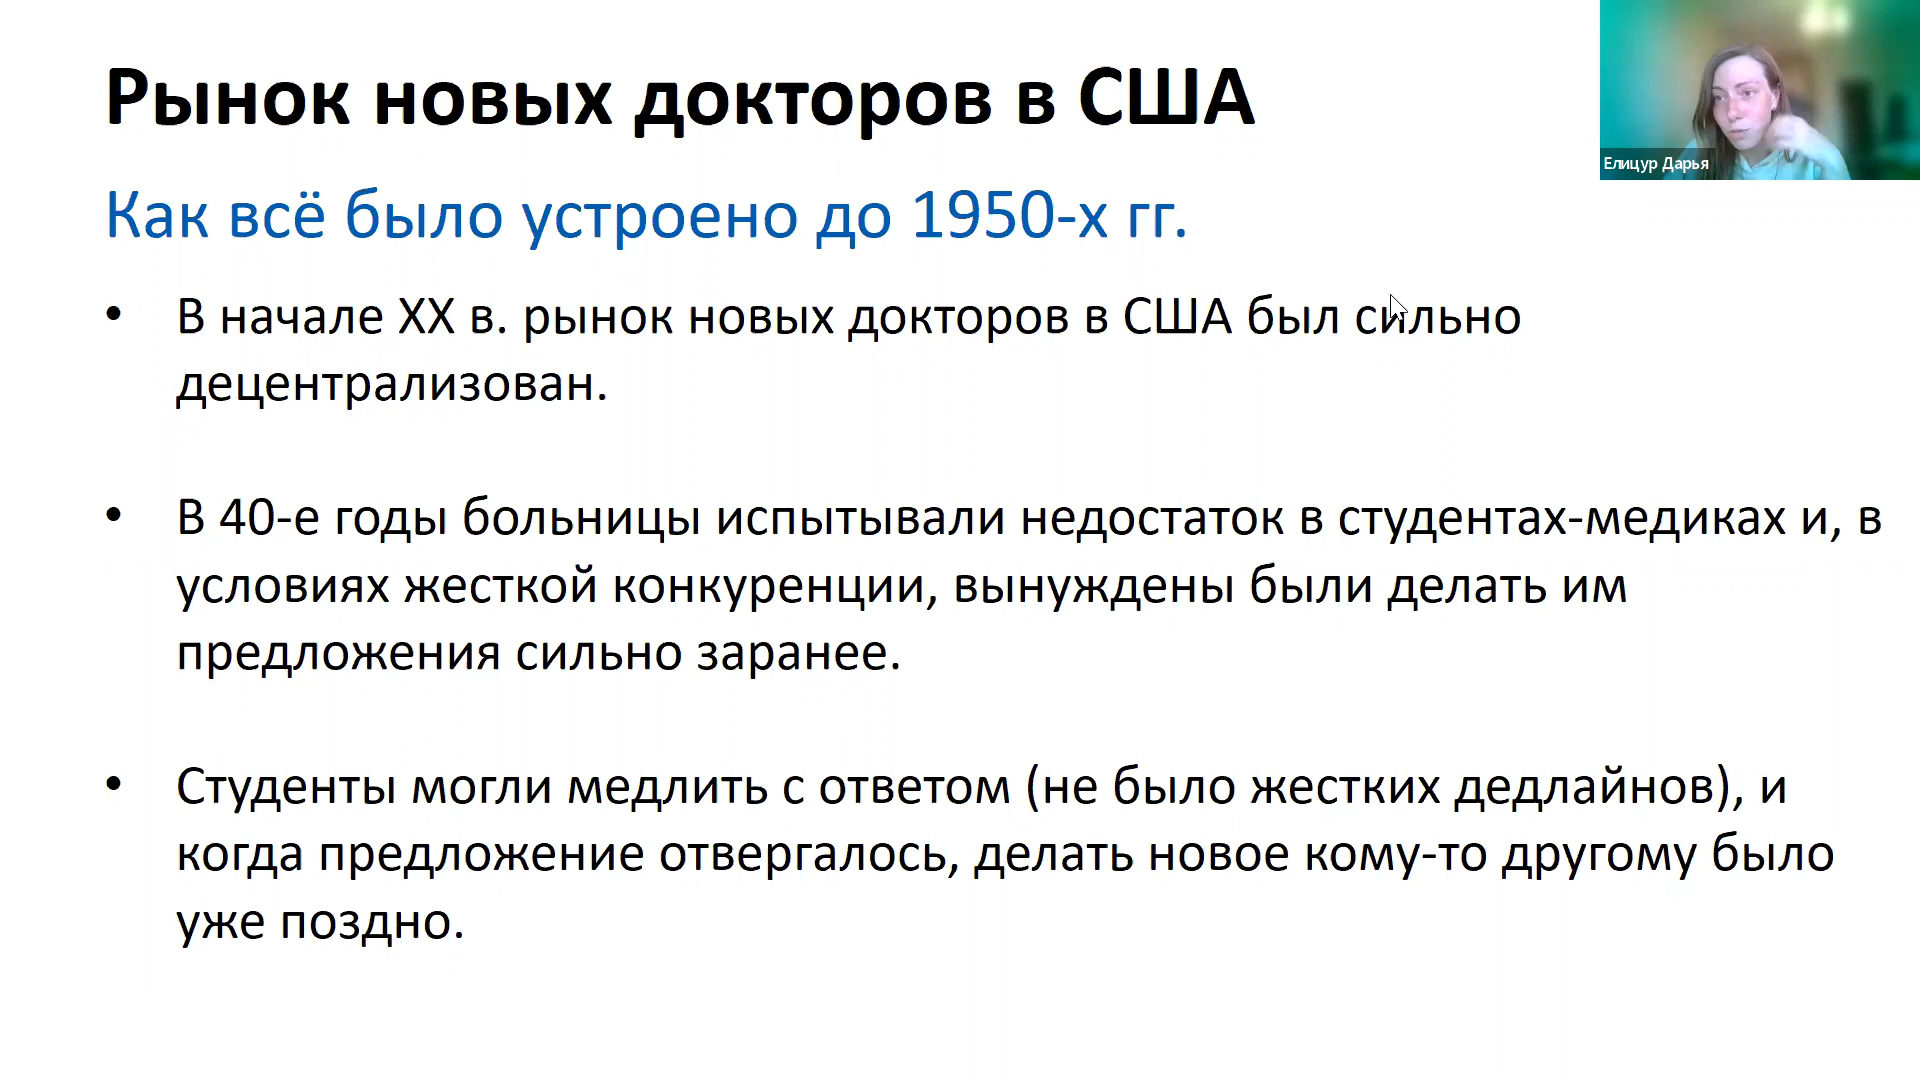 Рынок новых докторов в США
Елицур Дарья
Как всё было устроено до 1950-х гг.
• В начале XX в. рынок новых докторов в США был сильно
децентрализован.
• В 40-е годы больницы испытывали недостаток в студентах-медиках и, в
условиях жесткой конкуренции, вынуждены были делать им
предложения сильно заранее.
• Студенты могли медлить с ответом (не было жестких дедлайнов), и
когда предложение отвергалось, делать новое кому-то другому было
уже поздно.